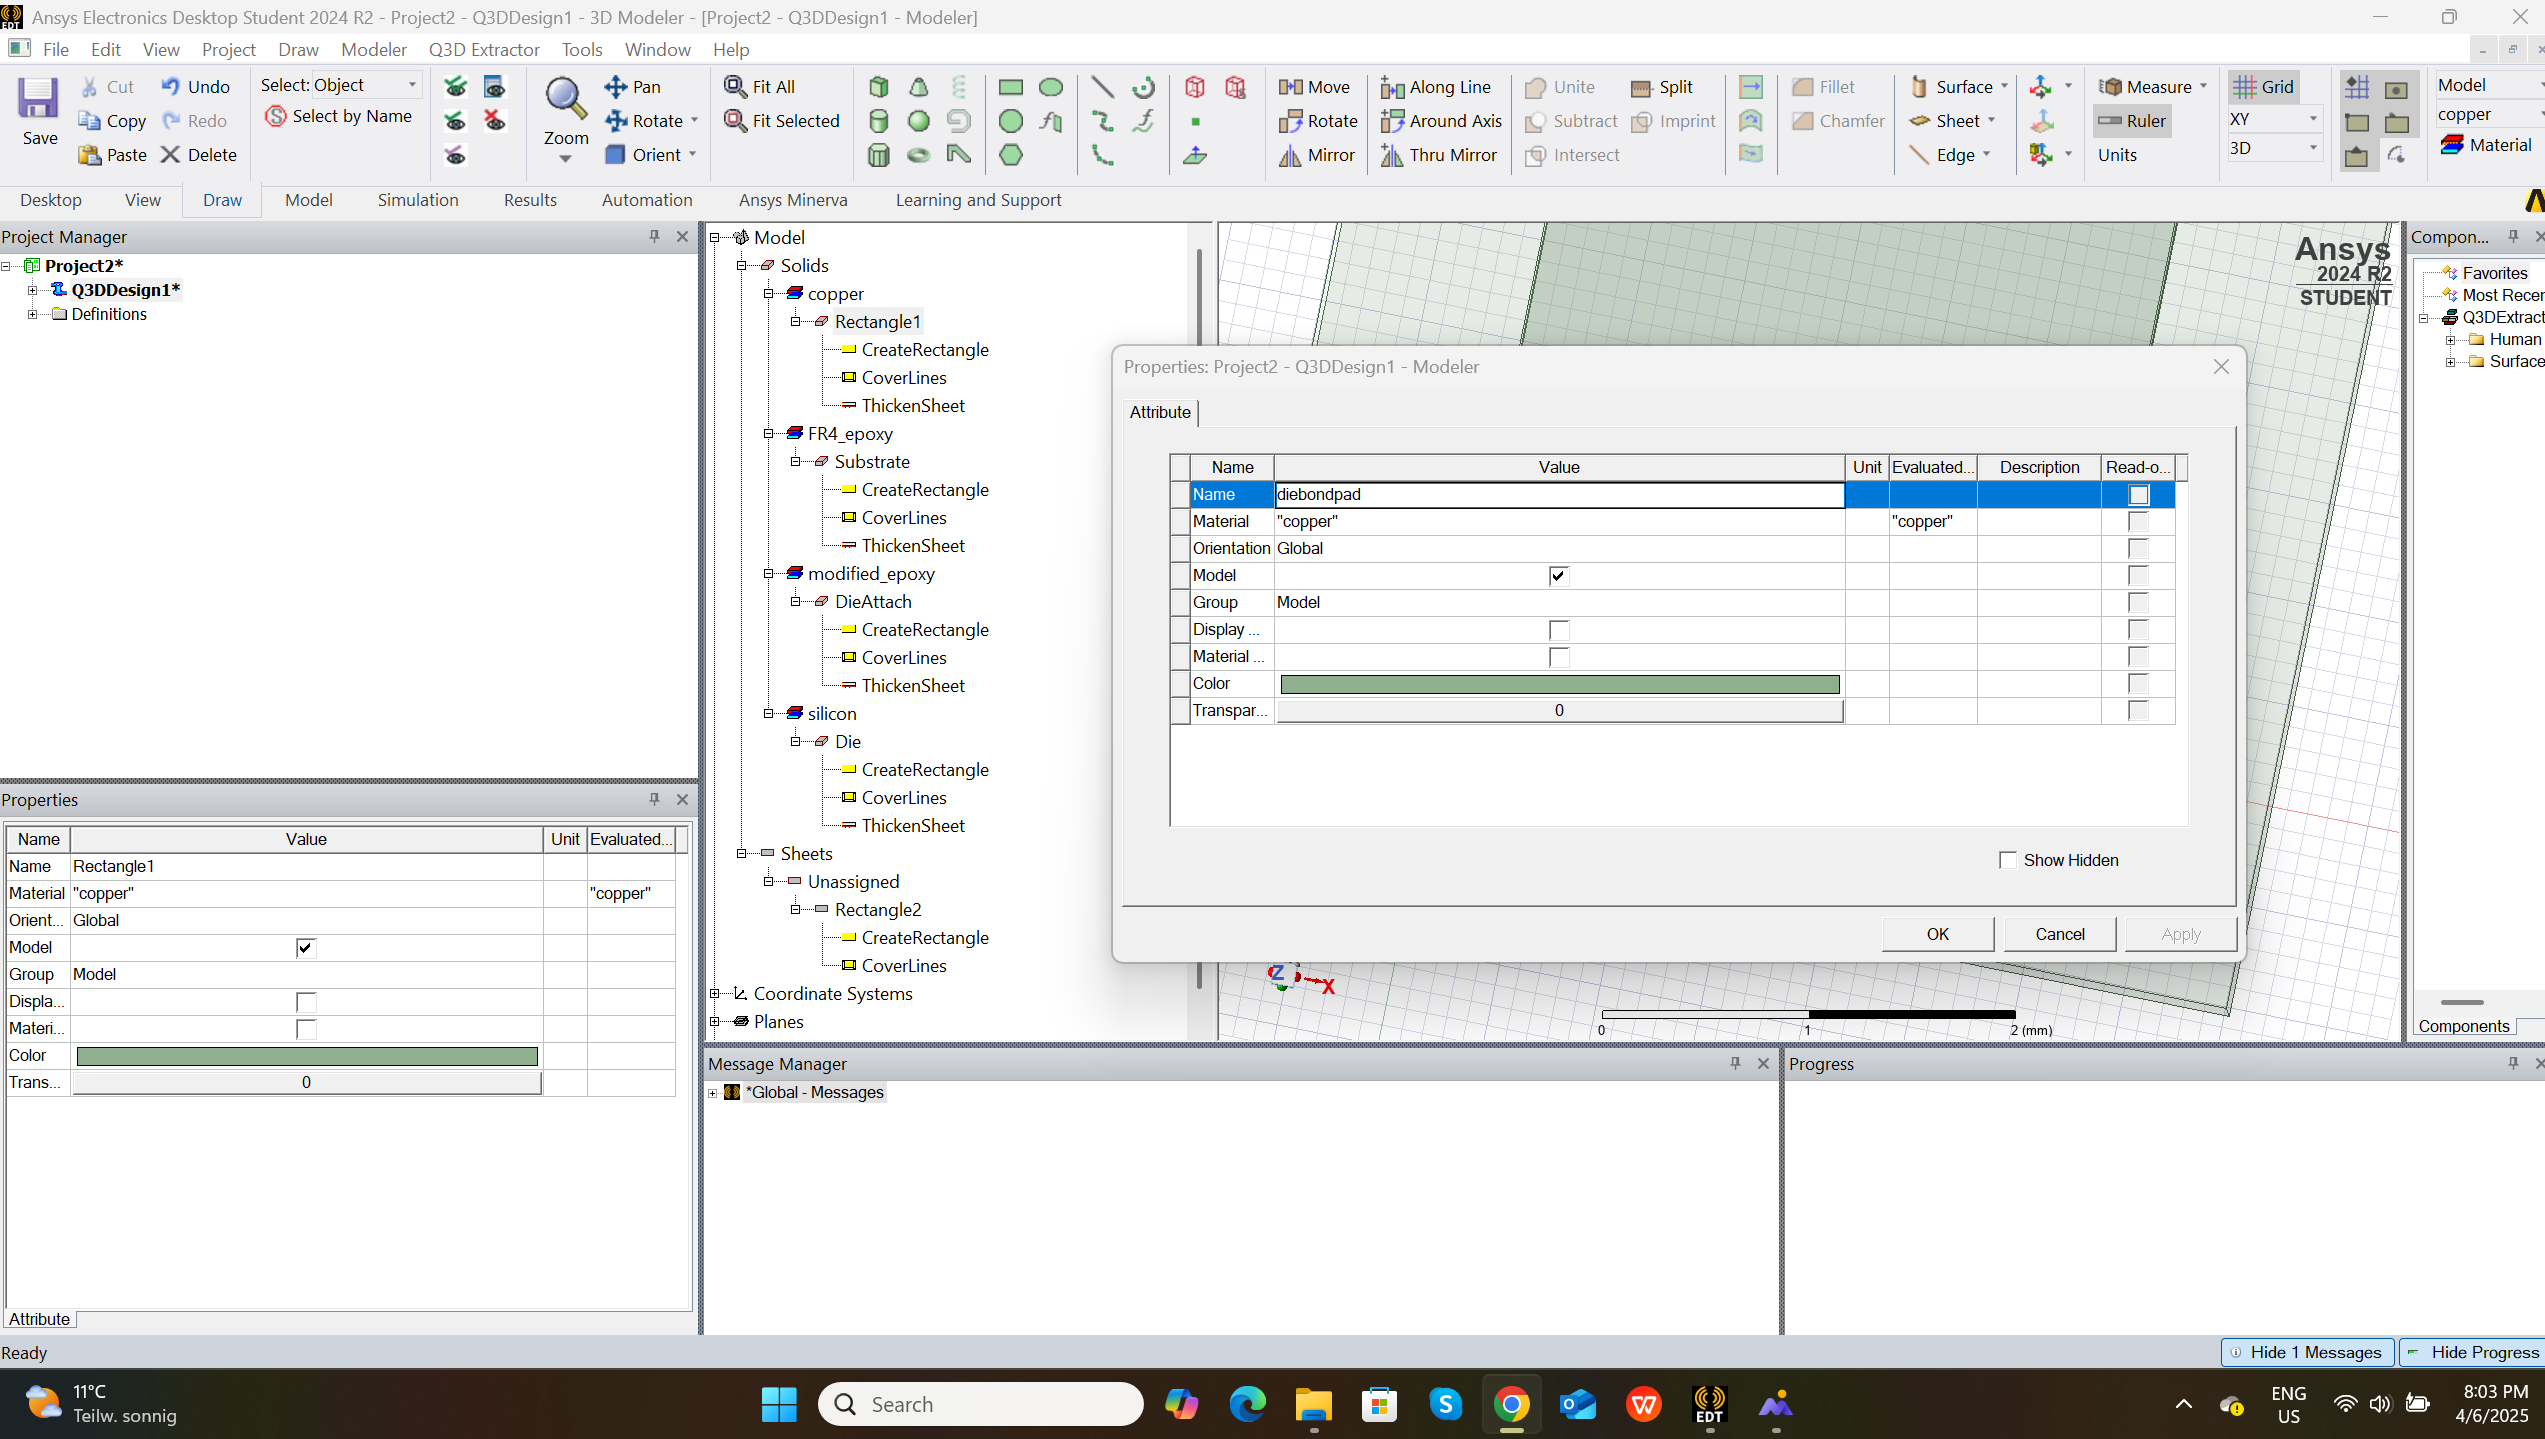 Ansys Electronics Desktop Student 2024 R2 - Project2 - Q3DDesign1 - 3D Modeler - [Project2 - Q3DDesign1 - Modeler]
File Edit View Project Draw Modeler Q3D Extractor Tools Window Help
Save
Cut Undo
Copy Redo
Paste Delete
Select: Object
Select by Name
Zoom
Pan
Rotate
Orient
Fit All
Fit Selected
Move
Rotate
Mirror
Along Line
Around Axis
Thru Mirror
Unite Split
Subtract Imprint
Intersect
Fillet
Chamfer
Surface
Sheet
Edge
Measure
Ruler
Units
Grid
XY
3D
Model
copper
Material
Desktop View Draw Model Simulation Results Automation Ansys Minerva Learning and Support
Project Manager
Project2*
Q3DDesign1*
Definitions
Properties
Name Value Unit Evaluated...
Name Rectangle1
Material "copper" "copper"
Orient... Global
Model
Group Model
Displa...
Materi...
Color
Trans... 0
Attribute
Model
Solids
copper
Rectangle1
CreateRectangle
CoverLines
ThickenSheet
FR4_epoxy
Substrate
CreateRectangle
CoverLines
ThickenSheet
modified_epoxy
DieAttach
CreateRectangle
CoverLines
ThickenSheet
silicon
Die
CreateRectangle
CoverLines
ThickenSheet
Sheets
Unassigned
Rectangle2
CreateRectangle
CoverLines
Coordinate Systems
Planes
Ansys
2024 R2
STUDENT
Properties: Project2 - Q3DDesign1 - Modeler
Attribute
Name Value Unit Evaluated... Description Read-o...
Name diebondpad
Material "copper" "copper"
Orientation Global
Model
Group Model
Display ...
Material ...
Color
Transpar... 0
Show Hidden
OK Cancel Apply
Z X
0 1 2 (mm)
Compon...
Favorites
Most Recen
Q3DExtract
Human
Surface
Components
Message Manager
*Global - Messages
Progress
Ready
Hide 1 Messages Hide Progress
11°C
Teilw. sonnig
Search
EDT
ENG
US
8:03 PM
4/6/2025